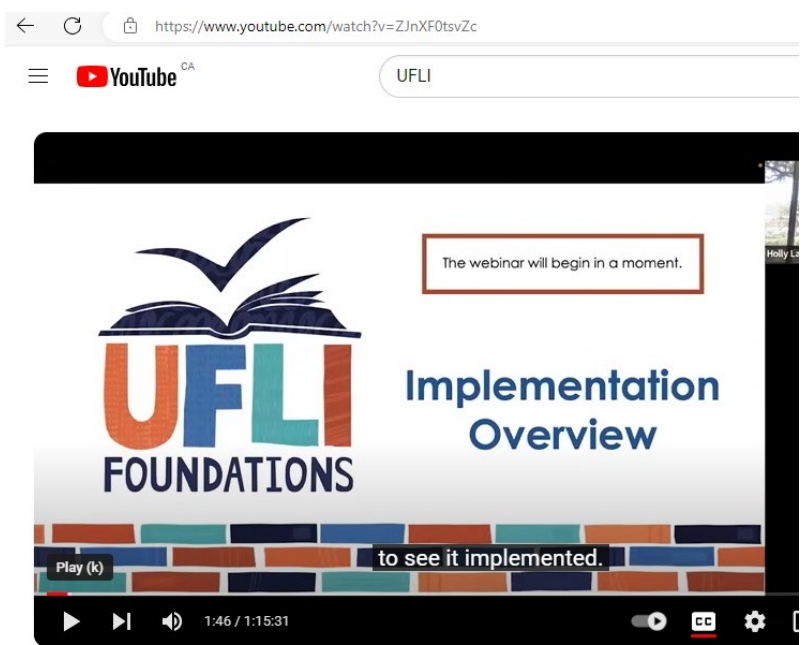 https://www.youtube.com/watch?v=ZJnXF0tsvZc
YouTube CA
UFLI
The webinar will begin in a moment.
Holly La
Implementation
Overview
UFLI
FOUNDATIONS
to see it implemented.
Play (k)
1:46 / 1:15:31
CC